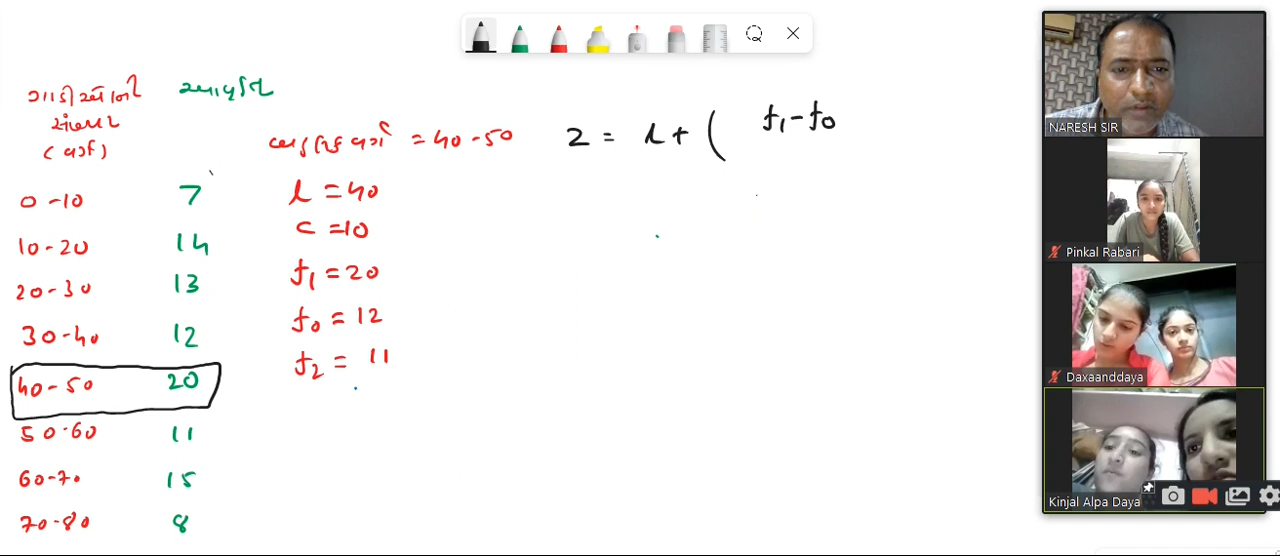 ગાડીઓની આવૃત્તિ
સંખ્યા
(વર્ગ)
0-10 7
10-20 14
20-30 13
30-40 12
40-50 20
50-60 11
60-70 15
70-80 8
વર્ગ = 40-50
l = 40
c = 10
f₁ = 20
f₀ = 12
f₂ = 11
Z = l + ( f₁ - f₀
NARESH SIR
Pinkal Rabari
Daxaanddaya
Kinjal Alpa Daya